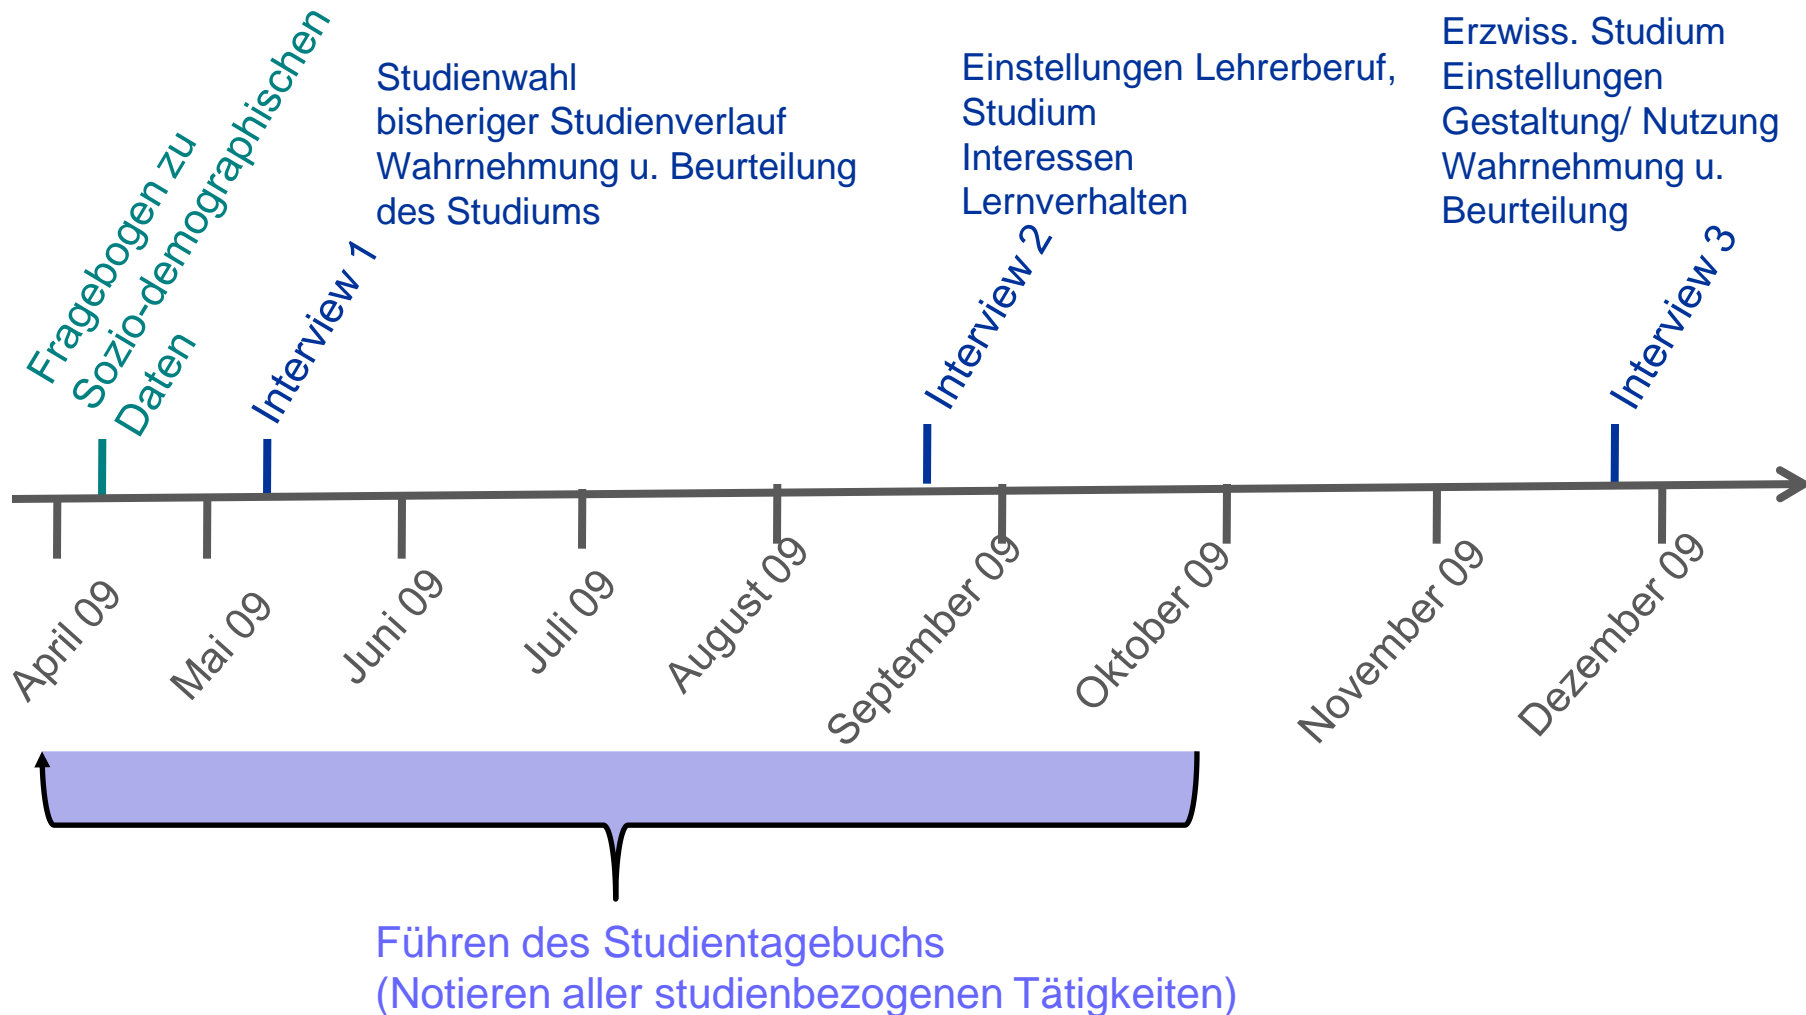 Fragebogen zu
Sozio-demographischen
Daten
Interview 1
Studienwahl
bisheriger Studienverlauf
Wahrnehmung u. Beurteilung
des Studiums
Interview 2
Einstellungen Lehrerberuf,
Studium
Interessen
Lernverhalten
Interview 3
Erzwiss. Studium
Einstellungen
Gestaltung/ Nutzung
Wahrnehmung u.
Beurteilung
April 09
Mai 09
Juni 09
Juli 09
August 09
September 09
Oktober 09
November 09
Dezember 09
Führen des Studientagebuchs
(Notieren aller studienbezogenen Tätigkeiten)